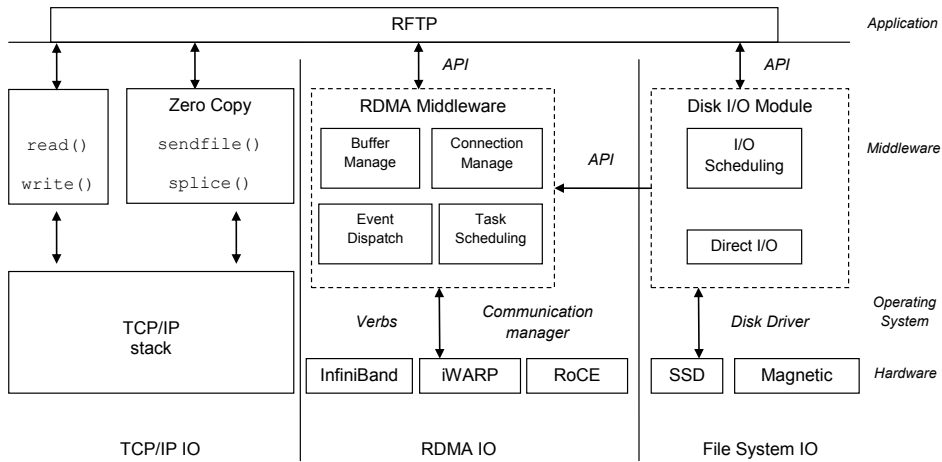 RFTP
Application
API
API
Zero Copy
read()
sendfile()
write()
splice()
RDMA Middleware
Buffer
Manage
Connection
Manage
Event
Dispatch
Task
Scheduling
API
Disk I/O Module
I/O
Scheduling
Direct I/O
Middleware
TCP/IP
stack
Verbs
Communication
manager
Disk Driver
Operating
System
InfiniBand
iWARP
RoCE
SSD
Magnetic
Hardware
TCP/IP IO
RDMA IO
File System IO